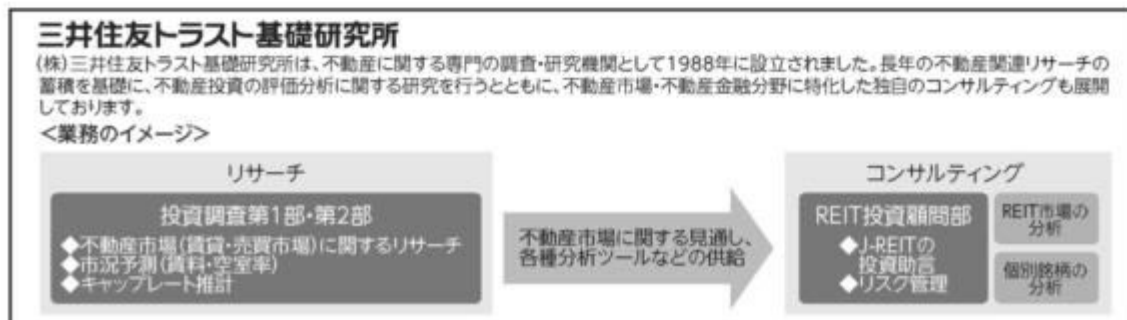 三井住友トラスト基礎研究所
(株)三井住友トラスト基礎研究所は、不動産に関する専門の調査・研究機関として1988年に設立されました。長年の不動産関連リサーチの
蓄積を基礎に、不動産投資の評価分析に関する研究を行うとともに、不動産市場・不動産金融分野に特化した独自のコンサルティングも展開
しております。
<業務のイメージ>
リサーチ
投資調査第1部・第2部
◆不動産市場(賃貸・売買市場)に関するリサーチ
◆市況予測(賃料・空室率)
◆キャップレート推計
不動産市場に関する見通し、
各種分析ツールなどの供給
コンサルティング
REIT投資顧問部
◆J-REITの
投資助言
◆リスク管理
REIT市場の
分析
個別銘柄の
分析